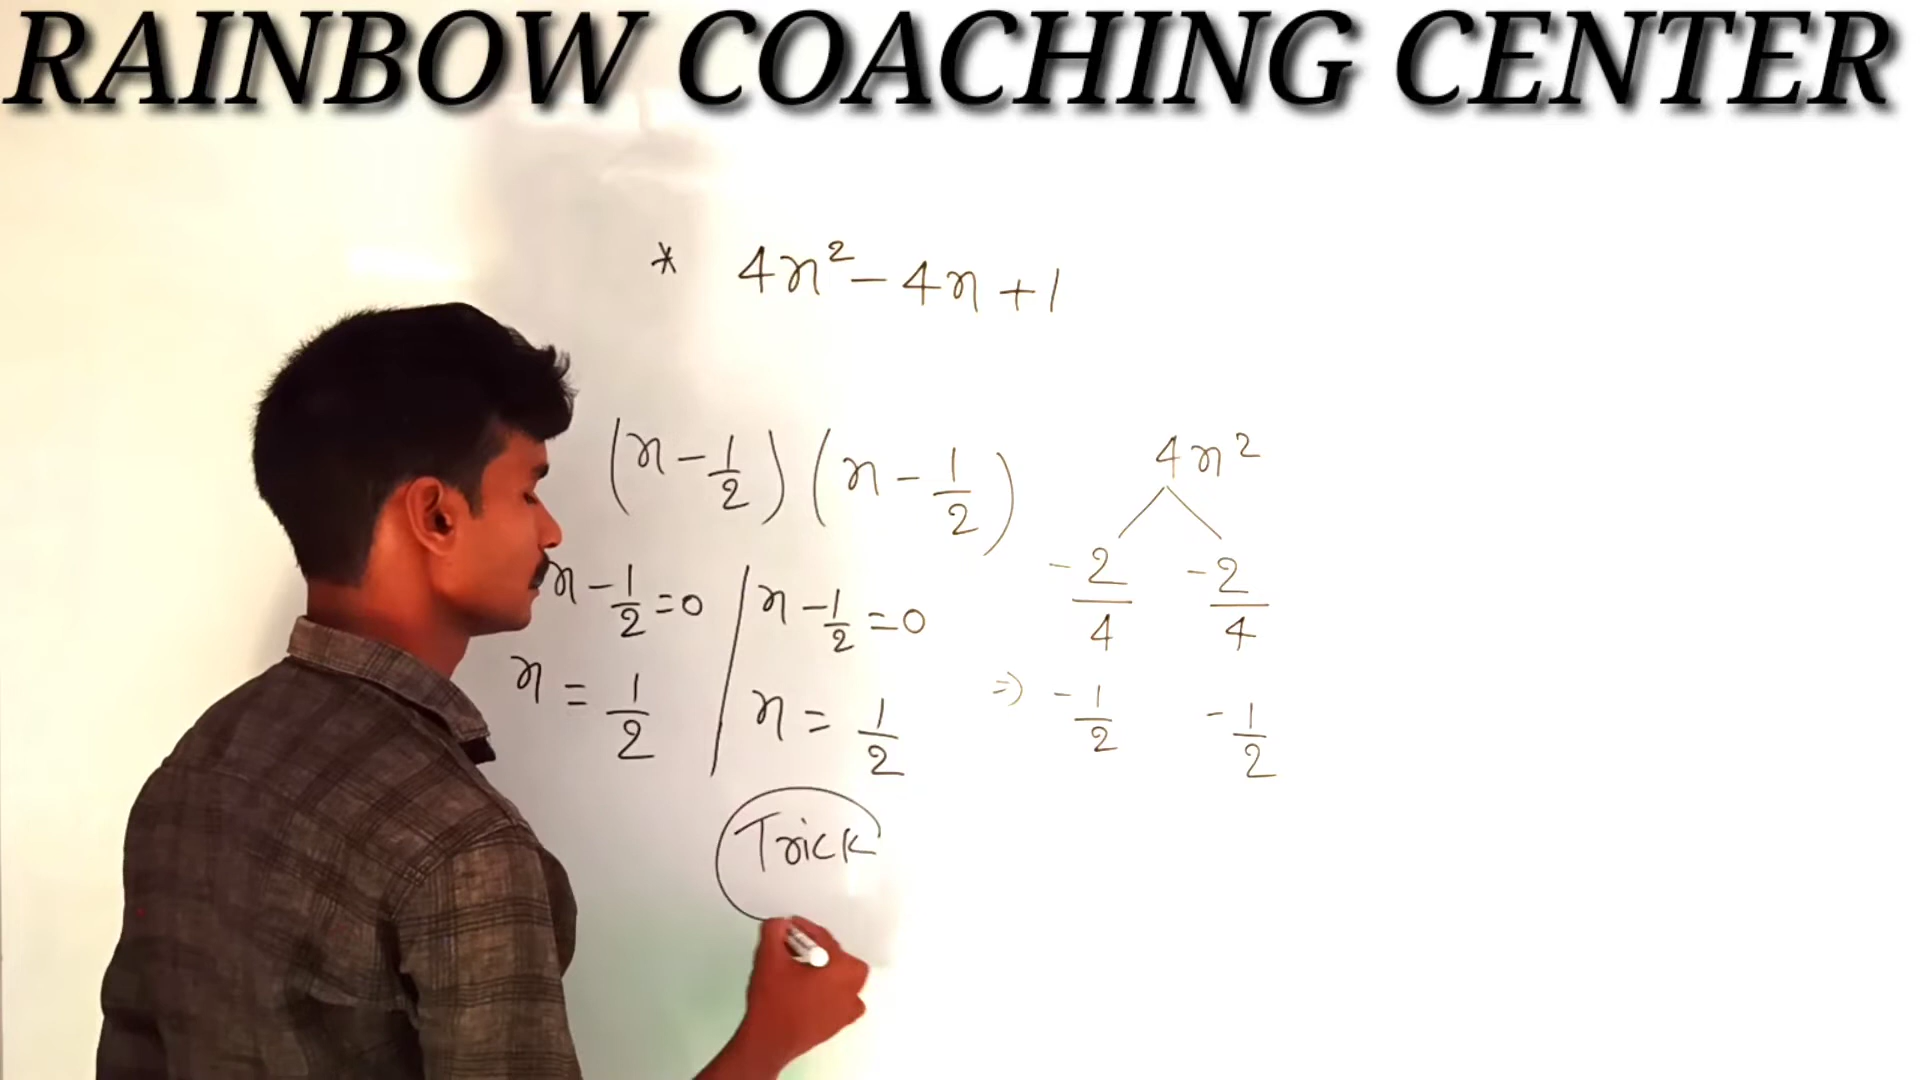 RAINBOW COACHING CENTER
* 4x² - 4x + 1
(x - 1/2) (x - 1/2)
x - 1/2 = 0 / x - 1/2 = 0
x = 1/2 / x = 1/2
Trick
4x²
-2/4 -2/4
=> -1/2 -1/2